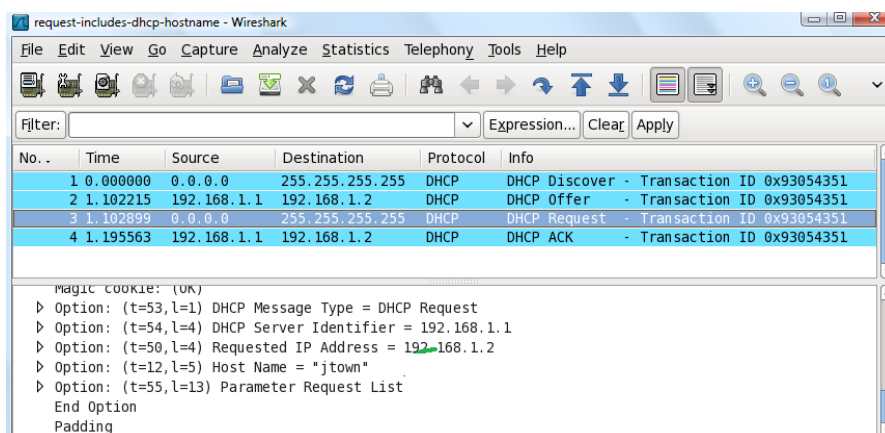 request-includes-dhcp-hostname - Wireshark
File Edit View Go Capture Analyze Statistics Telephony Tools Help
Filter: Expression... Clear Apply
No. . Time Source Destination Protocol Info
1 0.000000 0.0.0.0 255.255.255.255 DHCP DHCP Discover - Transaction ID 0x93054351
2 1.102215 192.168.1.1 192.168.1.2 DHCP DHCP Offer - Transaction ID 0x93054351
3 1.102899 0.0.0.0 255.255.255.255 DHCP DHCP Request - Transaction ID 0x93054351
4 1.195563 192.168.1.1 192.168.1.2 DHCP DHCP ACK - Transaction ID 0x93054351
Magic cookie: (OK)
Option: (t=53,l=1) DHCP Message Type = DHCP Request
Option: (t=54,l=4) DHCP Server Identifier = 192.168.1.1
Option: (t=50,l=4) Requested IP Address = 192.168.1.2
Option: (t=12,l=5) Host Name = "jtown"
Option: (t=55,l=13) Parameter Request List
End Option
Padding